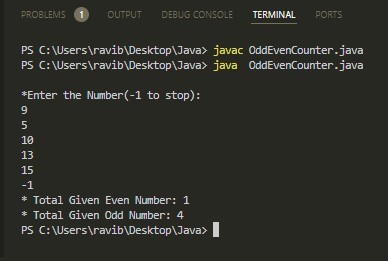 PROBLEMS 1 OUTPUT DEBUG CONSOLE TERMINAL PORTS
PS C:\Users\ravib\Desktop\Java> javac OddEvenCounter.java
PS C:\Users\ravib\Desktop\Java> java  OddEvenCounter.java
*Enter the Number(-1 to stop):
9
5
10
13
15
-1
* Total Given Even Number: 1
* Total Given Odd Number: 4
PS C:\Users\ravib\Desktop\Java>